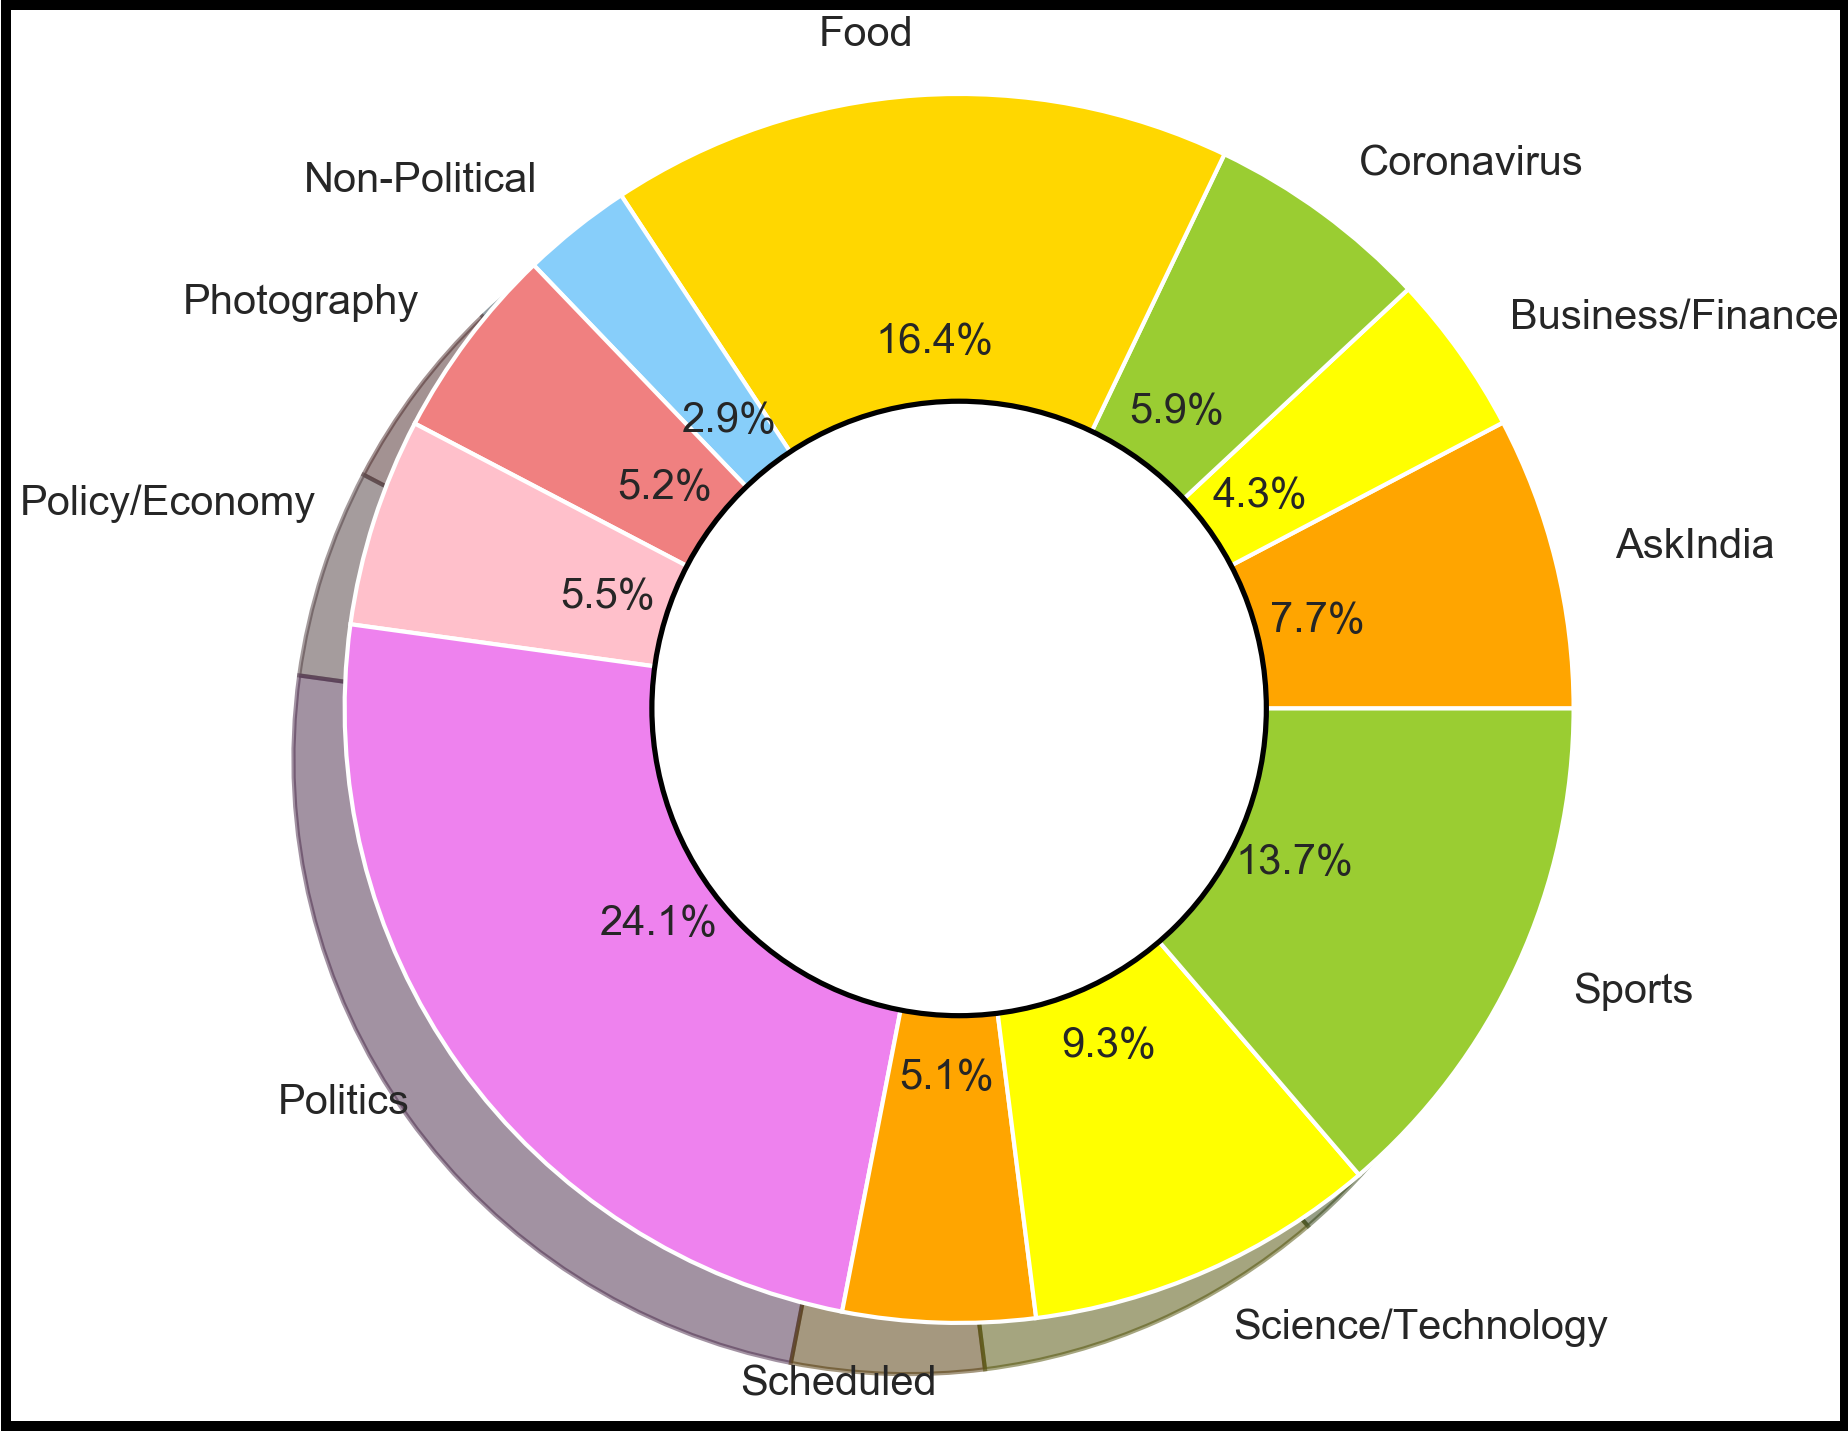 Food
Coronavirus
Non-Political
Photography
Business/Finance
16.4%
5.9%
2.9%
5.2%
4.3%
Policy/Economy
AskIndia
5.5%
7.7%
13.7%
24.1%
Sports
9.3%
5.1%
Politics
Science/Technology
Scheduled